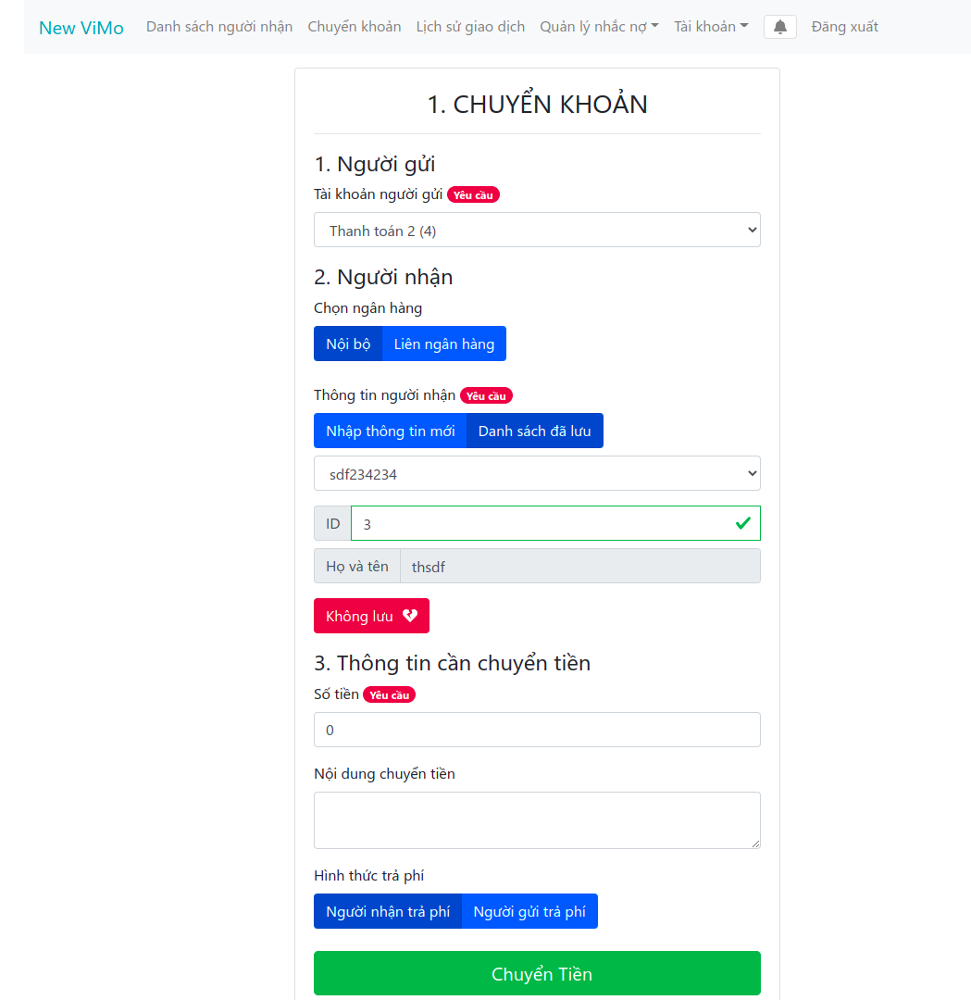 New ViMo Danh sách người nhận Chuyển khoản Lịch sử giao dịch Quản lý nhắc nợ Tài khoản Đăng xuất
1. CHUYỂN KHOẢN
1. Người gửi
Tài khoản người gửi Yêu cầu
Thanh toán 2 (4)
2. Người nhận
Chọn ngân hàng
Nội bộ Liên ngân hàng
Thông tin người nhận Yêu cầu
Nhập thông tin mới Danh sách đã lưu
sdf234234
ID 3
Họ và tên thsdf
Không lưu
3. Thông tin cần chuyển tiền
Số tiền Yêu cầu
0
Nội dung chuyển tiền
Hình thức trả phí
Người nhận trả phí Người gửi trả phí
Chuyển Tiền